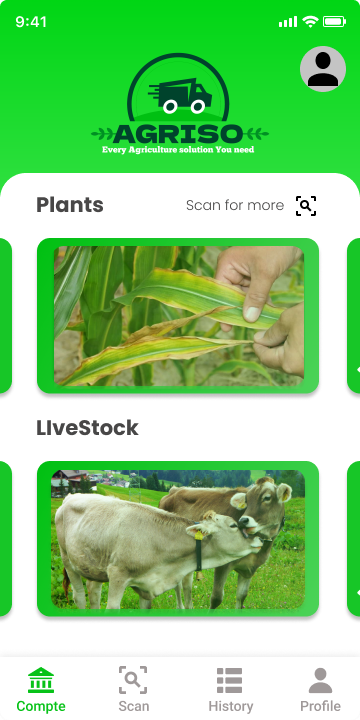 9:41
AGRISO
Every Agriculture solution You need
Plants
Scan for more
LIveStock
Compte
Scan
History
Profile